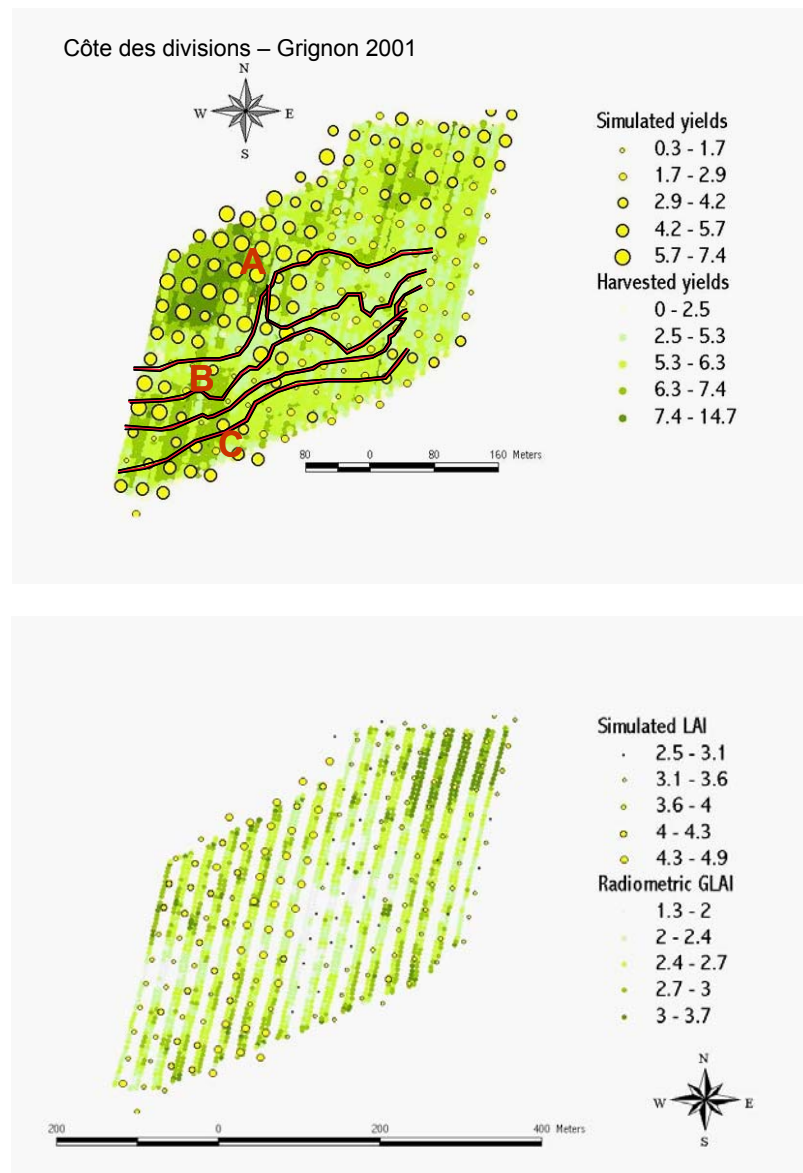 Côte des divisions – Grignon 2001
N
W E
S
Simulated yields
0.3 - 1.7
1.7 - 2.9
2.9 - 4.2
4.2 - 5.7
5.7 - 7.4
Harvested yields
0 - 2.5
2.5 - 5.3
5.3 - 6.3
6.3 - 7.4
7.4 - 14.7
A
B
C
80 0 80 160 Meters
Simulated LAI
2.5 - 3.1
3.1 - 3.6
3.6 - 4
4 - 4.3
4.3 - 4.9
Radiometric GLAI
1.3 - 2
2 - 2.4
2.4 - 2.7
2.7 - 3
3 - 3.7
N
W E
S
200 0 200 400 Meters